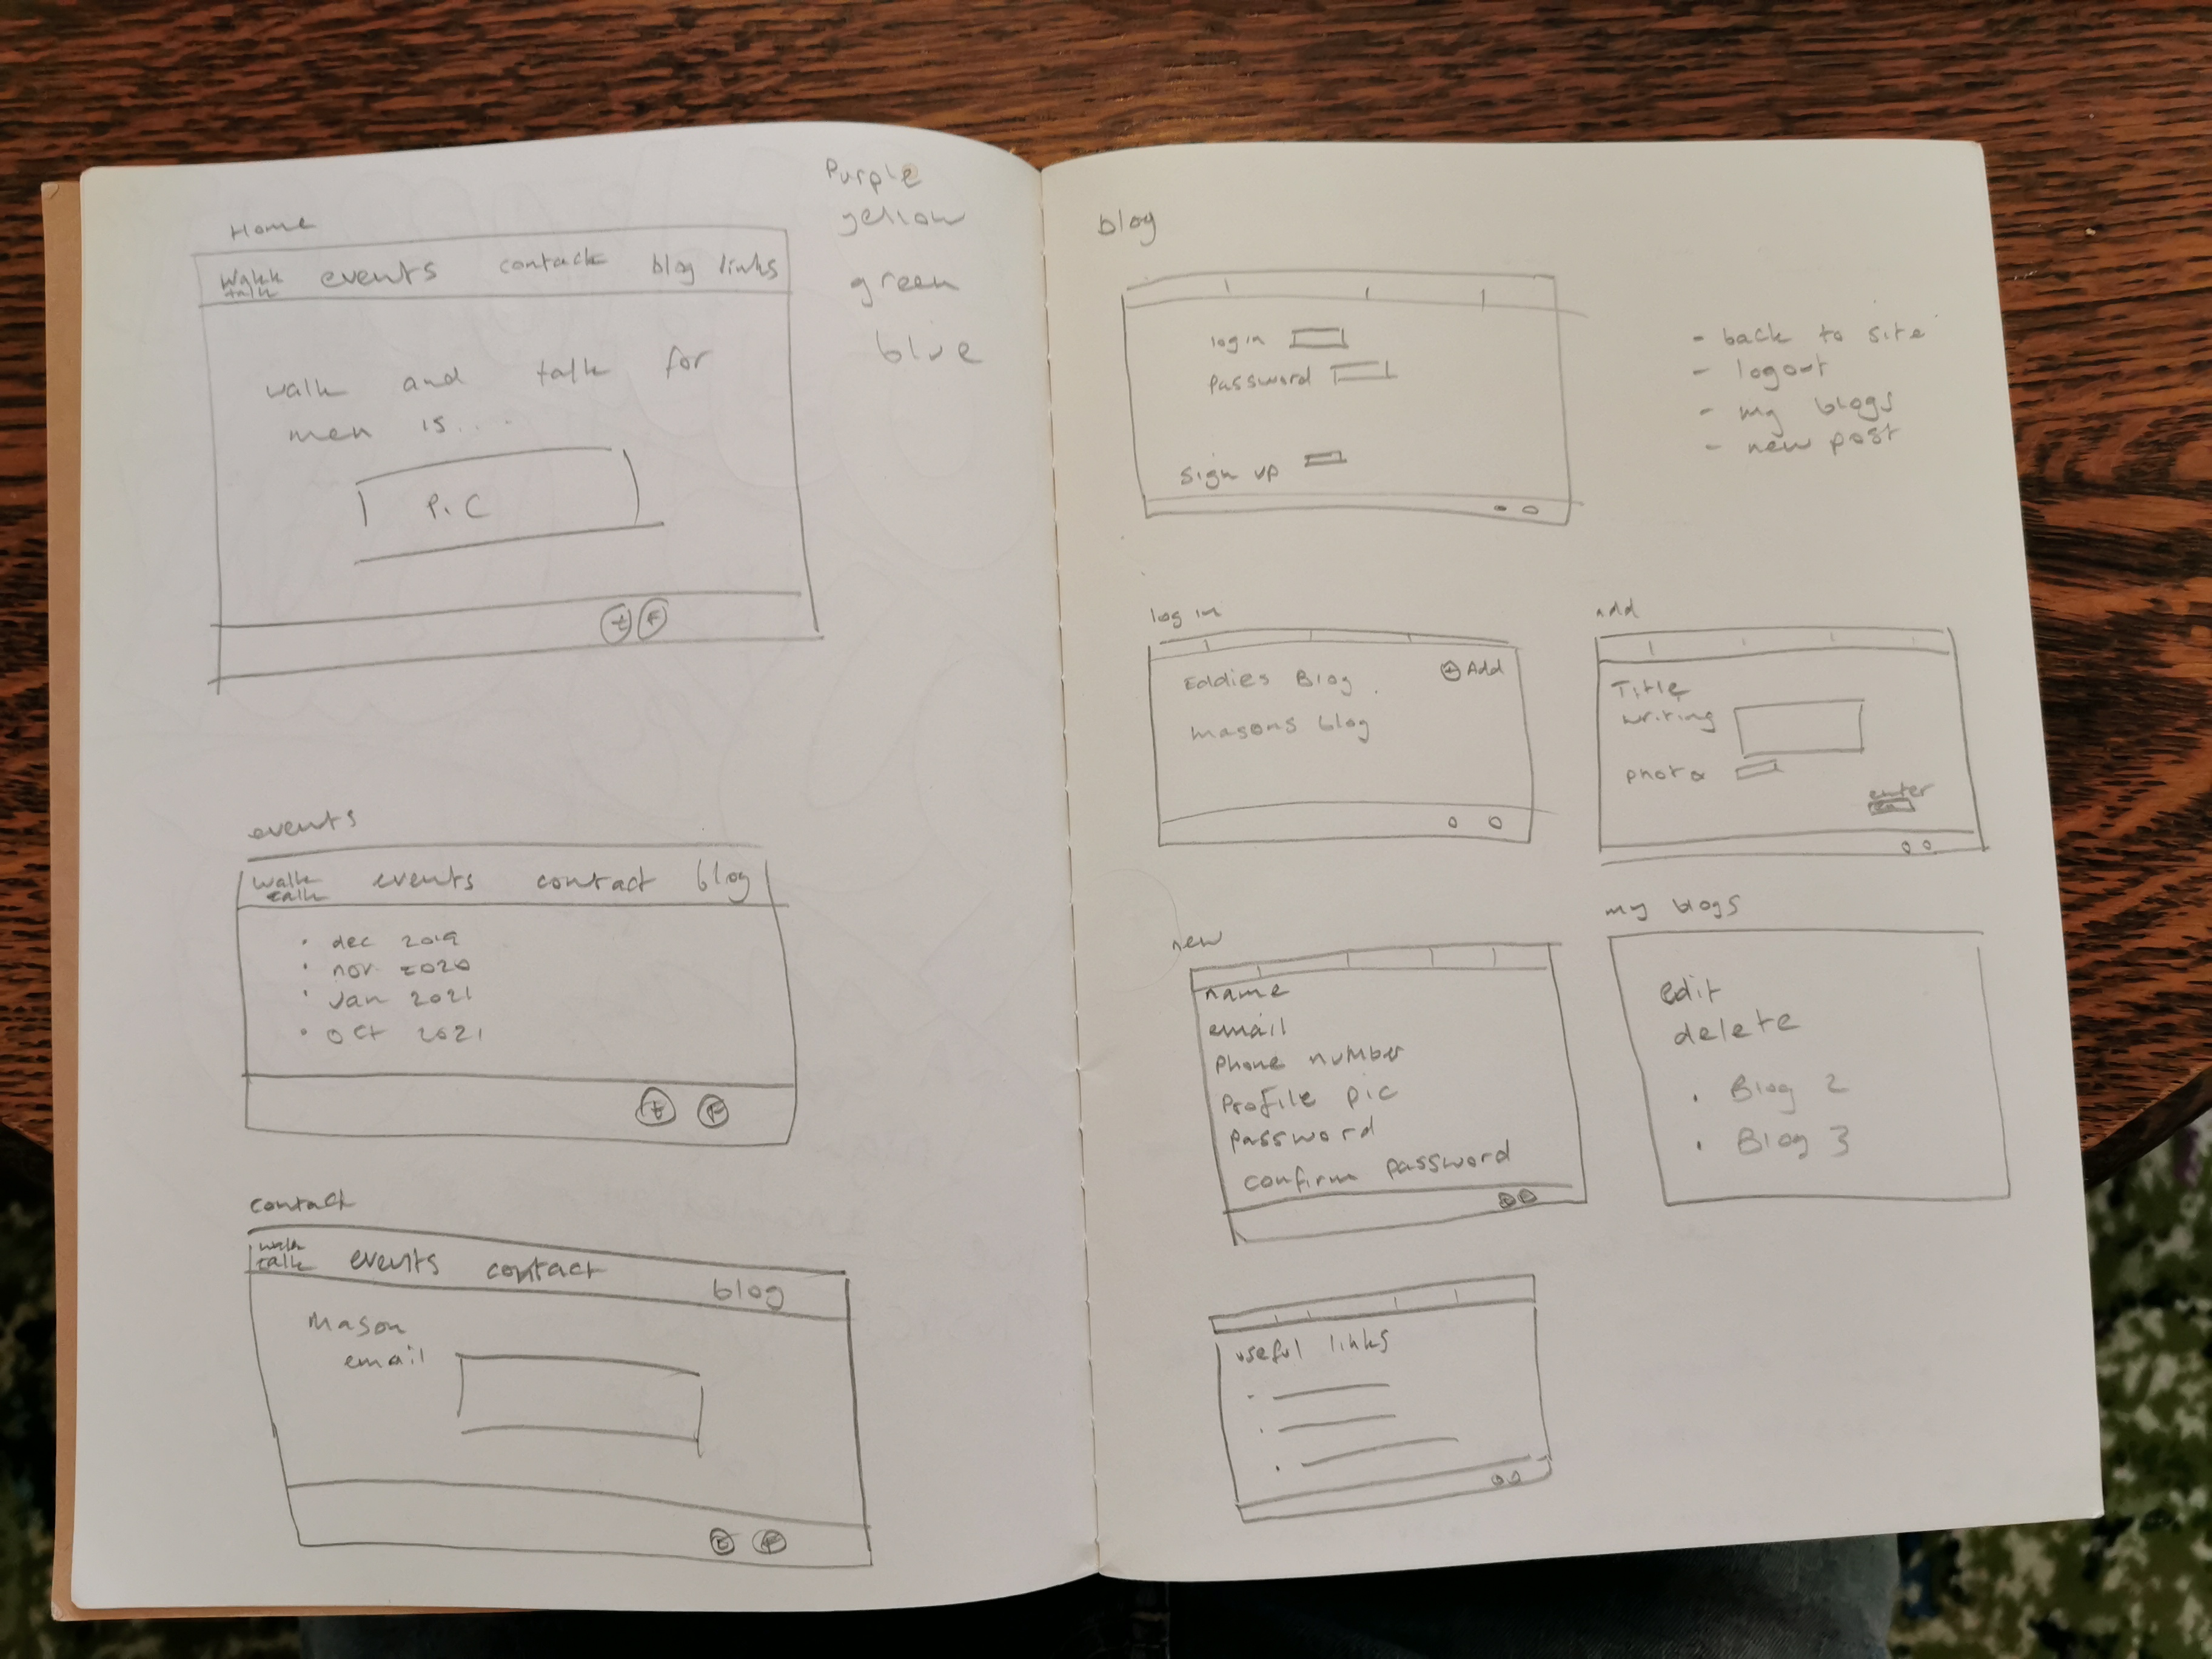 Home
Walk events contact blog links
talk
walk and talk for
men is....
Pic
t F
Purple
yellow
green
blue
events
walk events contact blog
talk
• dec 2019
• nov 2020
• Jan 2021
• Oct 2021
t F
contact
walk
talk events contact blog
Mason
email
t F
blog
login
password
sign up
- back to site
- logout
- my blogs
- new post
log in
Eddies Blog + Add
masons blog
add
Title
writing
photo
enter
new
name
email
phone number
Profile pic
password
confirm password
my blogs
edit
delete
• Blog 2
• Blog 3
useful links